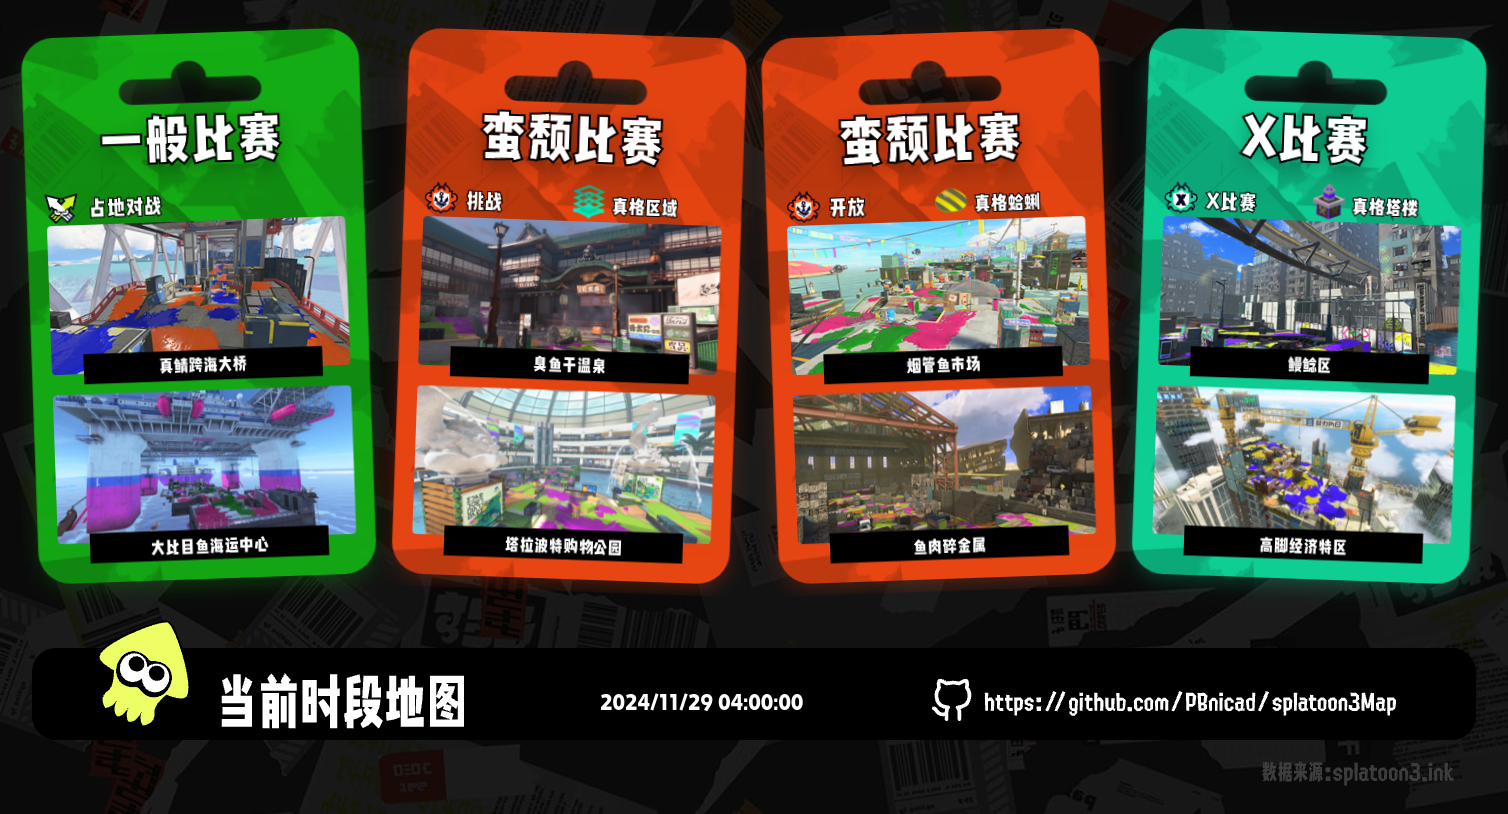 一般比赛
占地对战
真鲭跨海大桥
大比目鱼海运中心
蛮颓比赛
挑战
真格区域
臭鱼干温泉
塔拉波特购物公园
蛮颓比赛
开放
真格蛤蜊
烟管鱼市场
鱼肉碎金属
X比赛
X比赛
真格塔楼
鳗鲶区
高脚经济特区
当前时段地图
2024/11/29 04:00:00
https://github.com/PBnicad/splatoon3Map
数据来源:splatoon3.ink